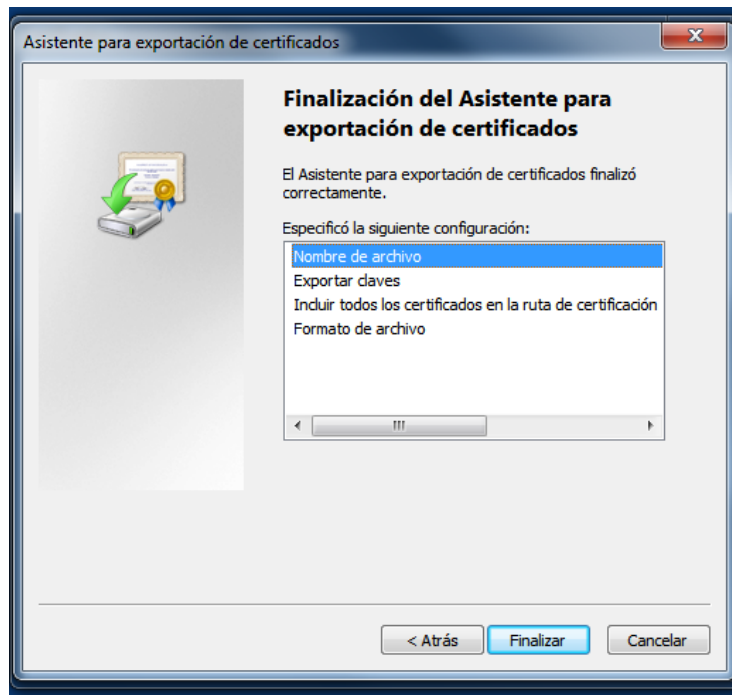 Asistente para exportación de certificados
Finalización del Asistente para
exportación de certificados
El Asistente para exportación de certificados finalizó
correctamente.
Especificó la siguiente configuración:
Nombre de archivo
Exportar claves
Incluir todos los certificados en la ruta de certificación
Formato de archivo
< Atrás
Finalizar
Cancelar